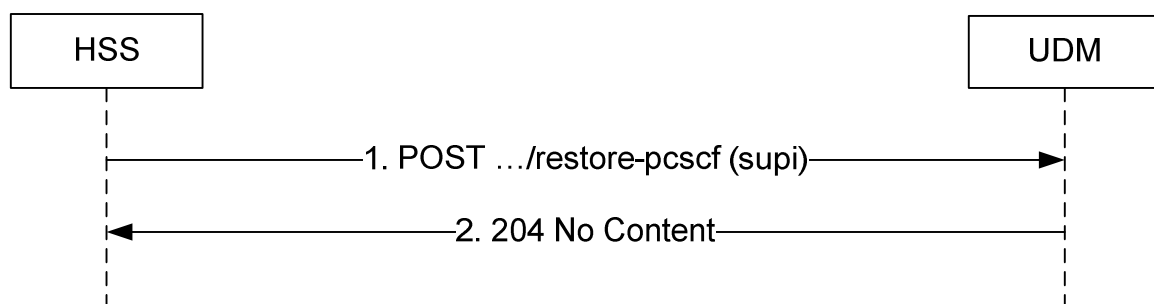 HSS
UDM
1. POST …/restore-pcscf (supi)
2. 204 No Content